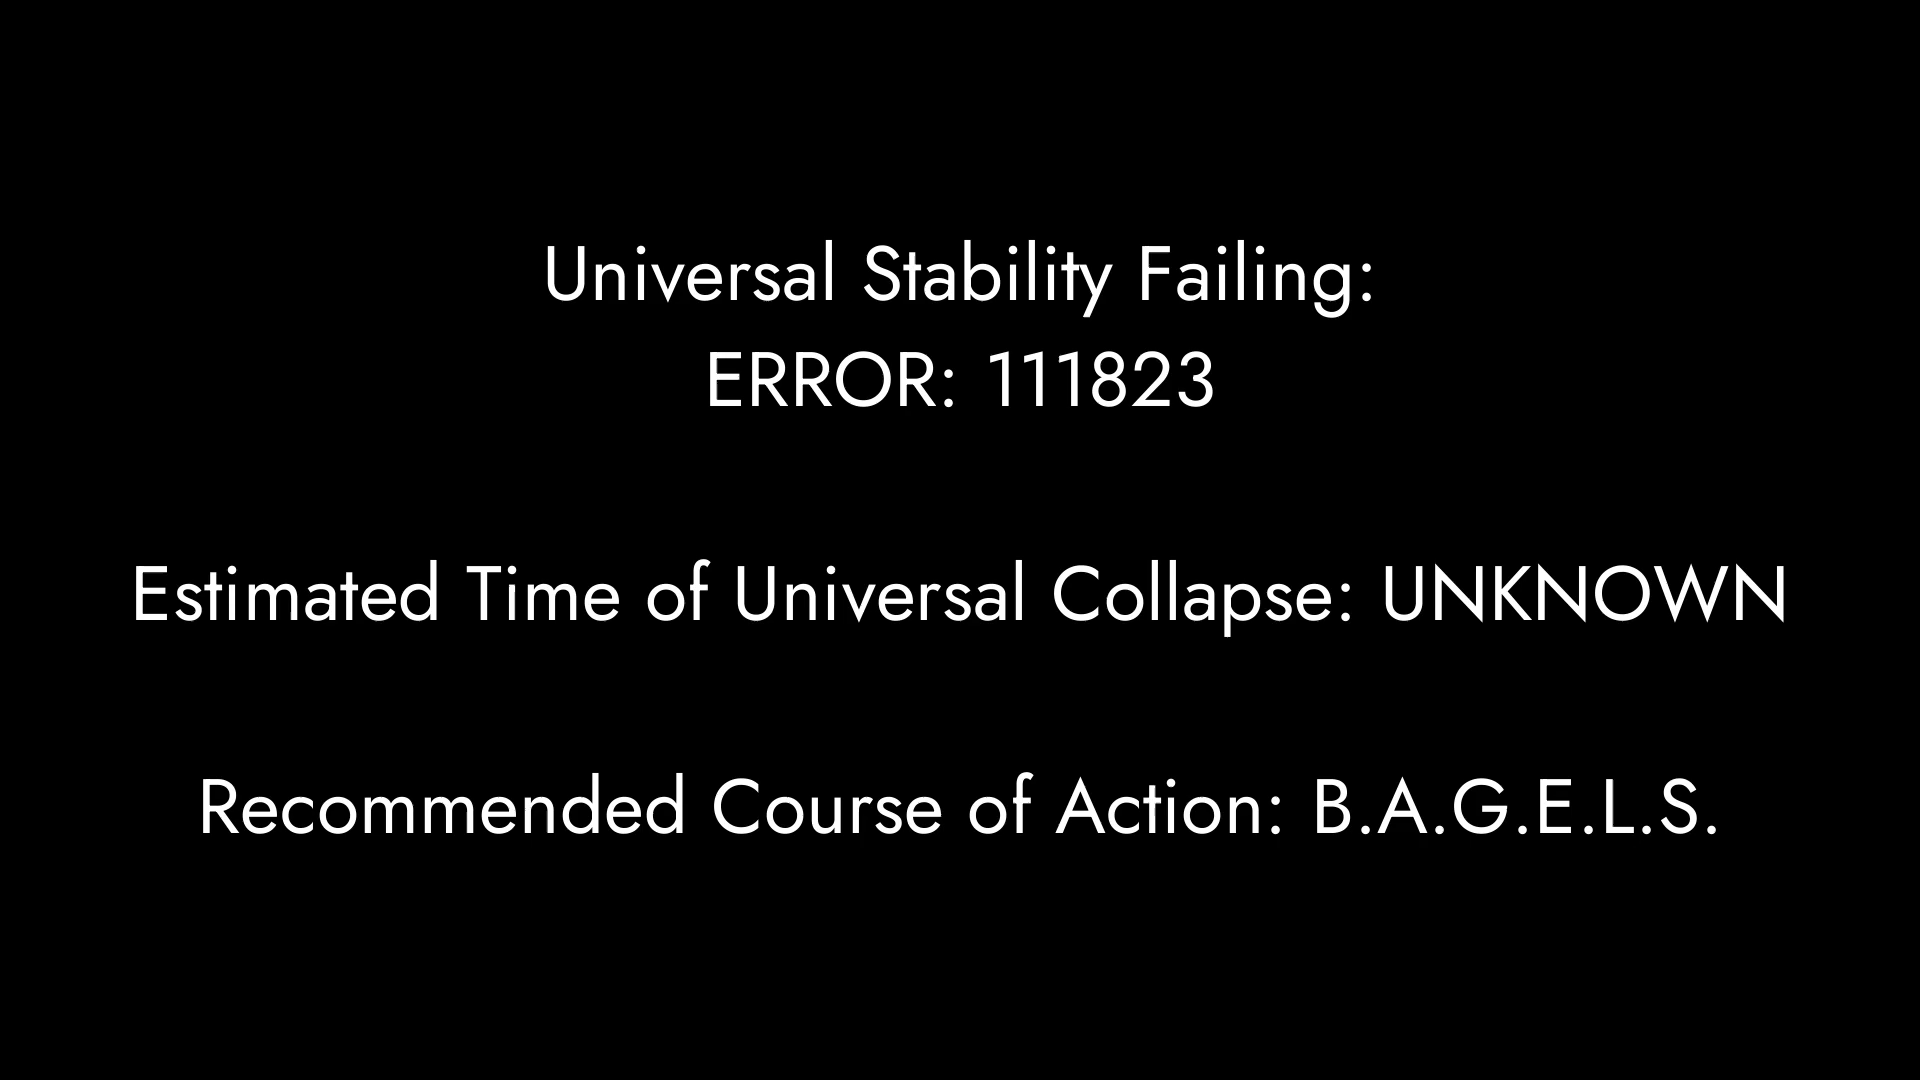 Universal Stability Failing:
ERROR: 111823
Estimated Time of Universal Collapse: UNKNOWN
Recommended Course of Action: B.A.G.E.L.S.